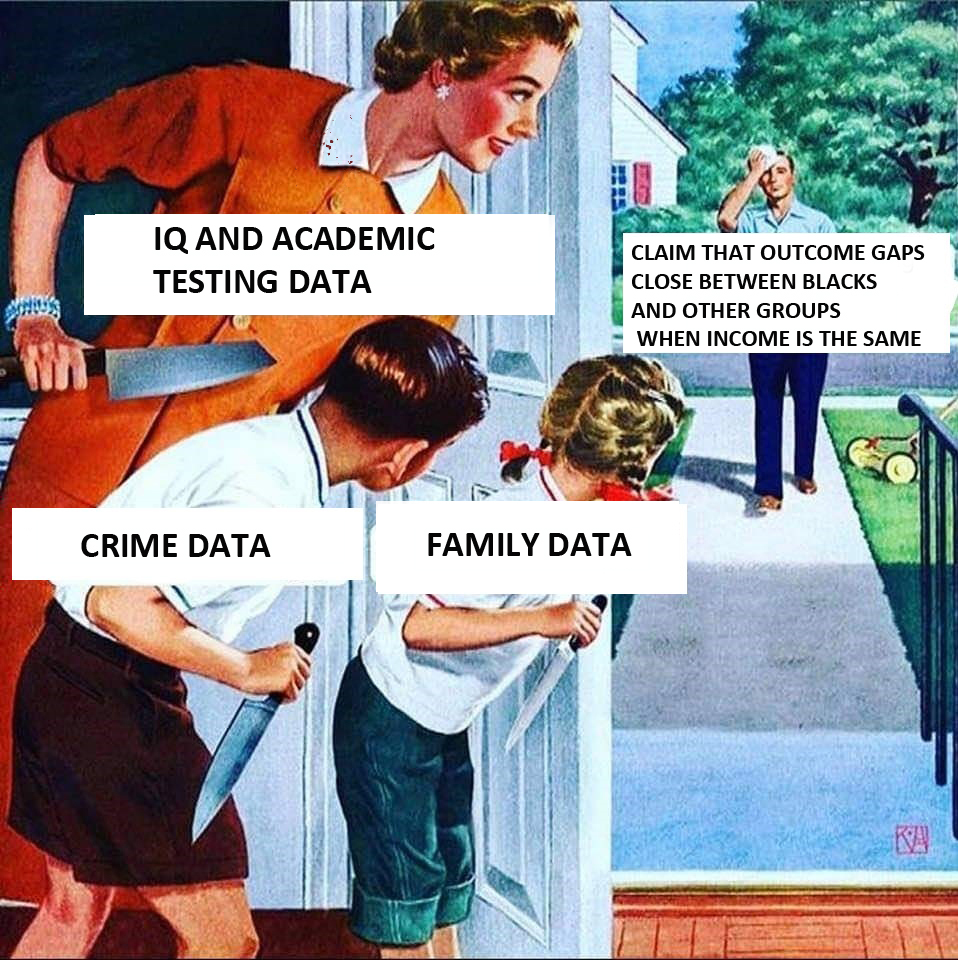 IQ AND ACADEMIC
TESTING DATA
CLAIM THAT OUTCOME GAPS
CLOSE BETWEEN BLACKS
AND OTHER GROUPS
WHEN INCOME IS THE SAME
CRIME DATA
FAMILY DATA